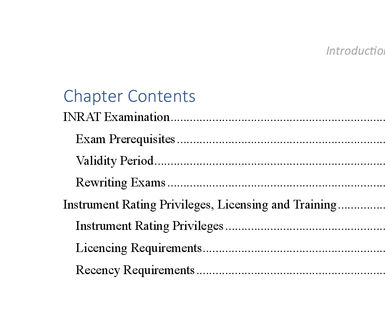 Introduction
Chapter Contents
INRAT Examination
Exam Prerequisites
Validity Period
Rewriting Exams
Instrument Rating Privileges, Licensing and Training
Instrument Rating Privileges
Licencing Requirements
Recency Requirements